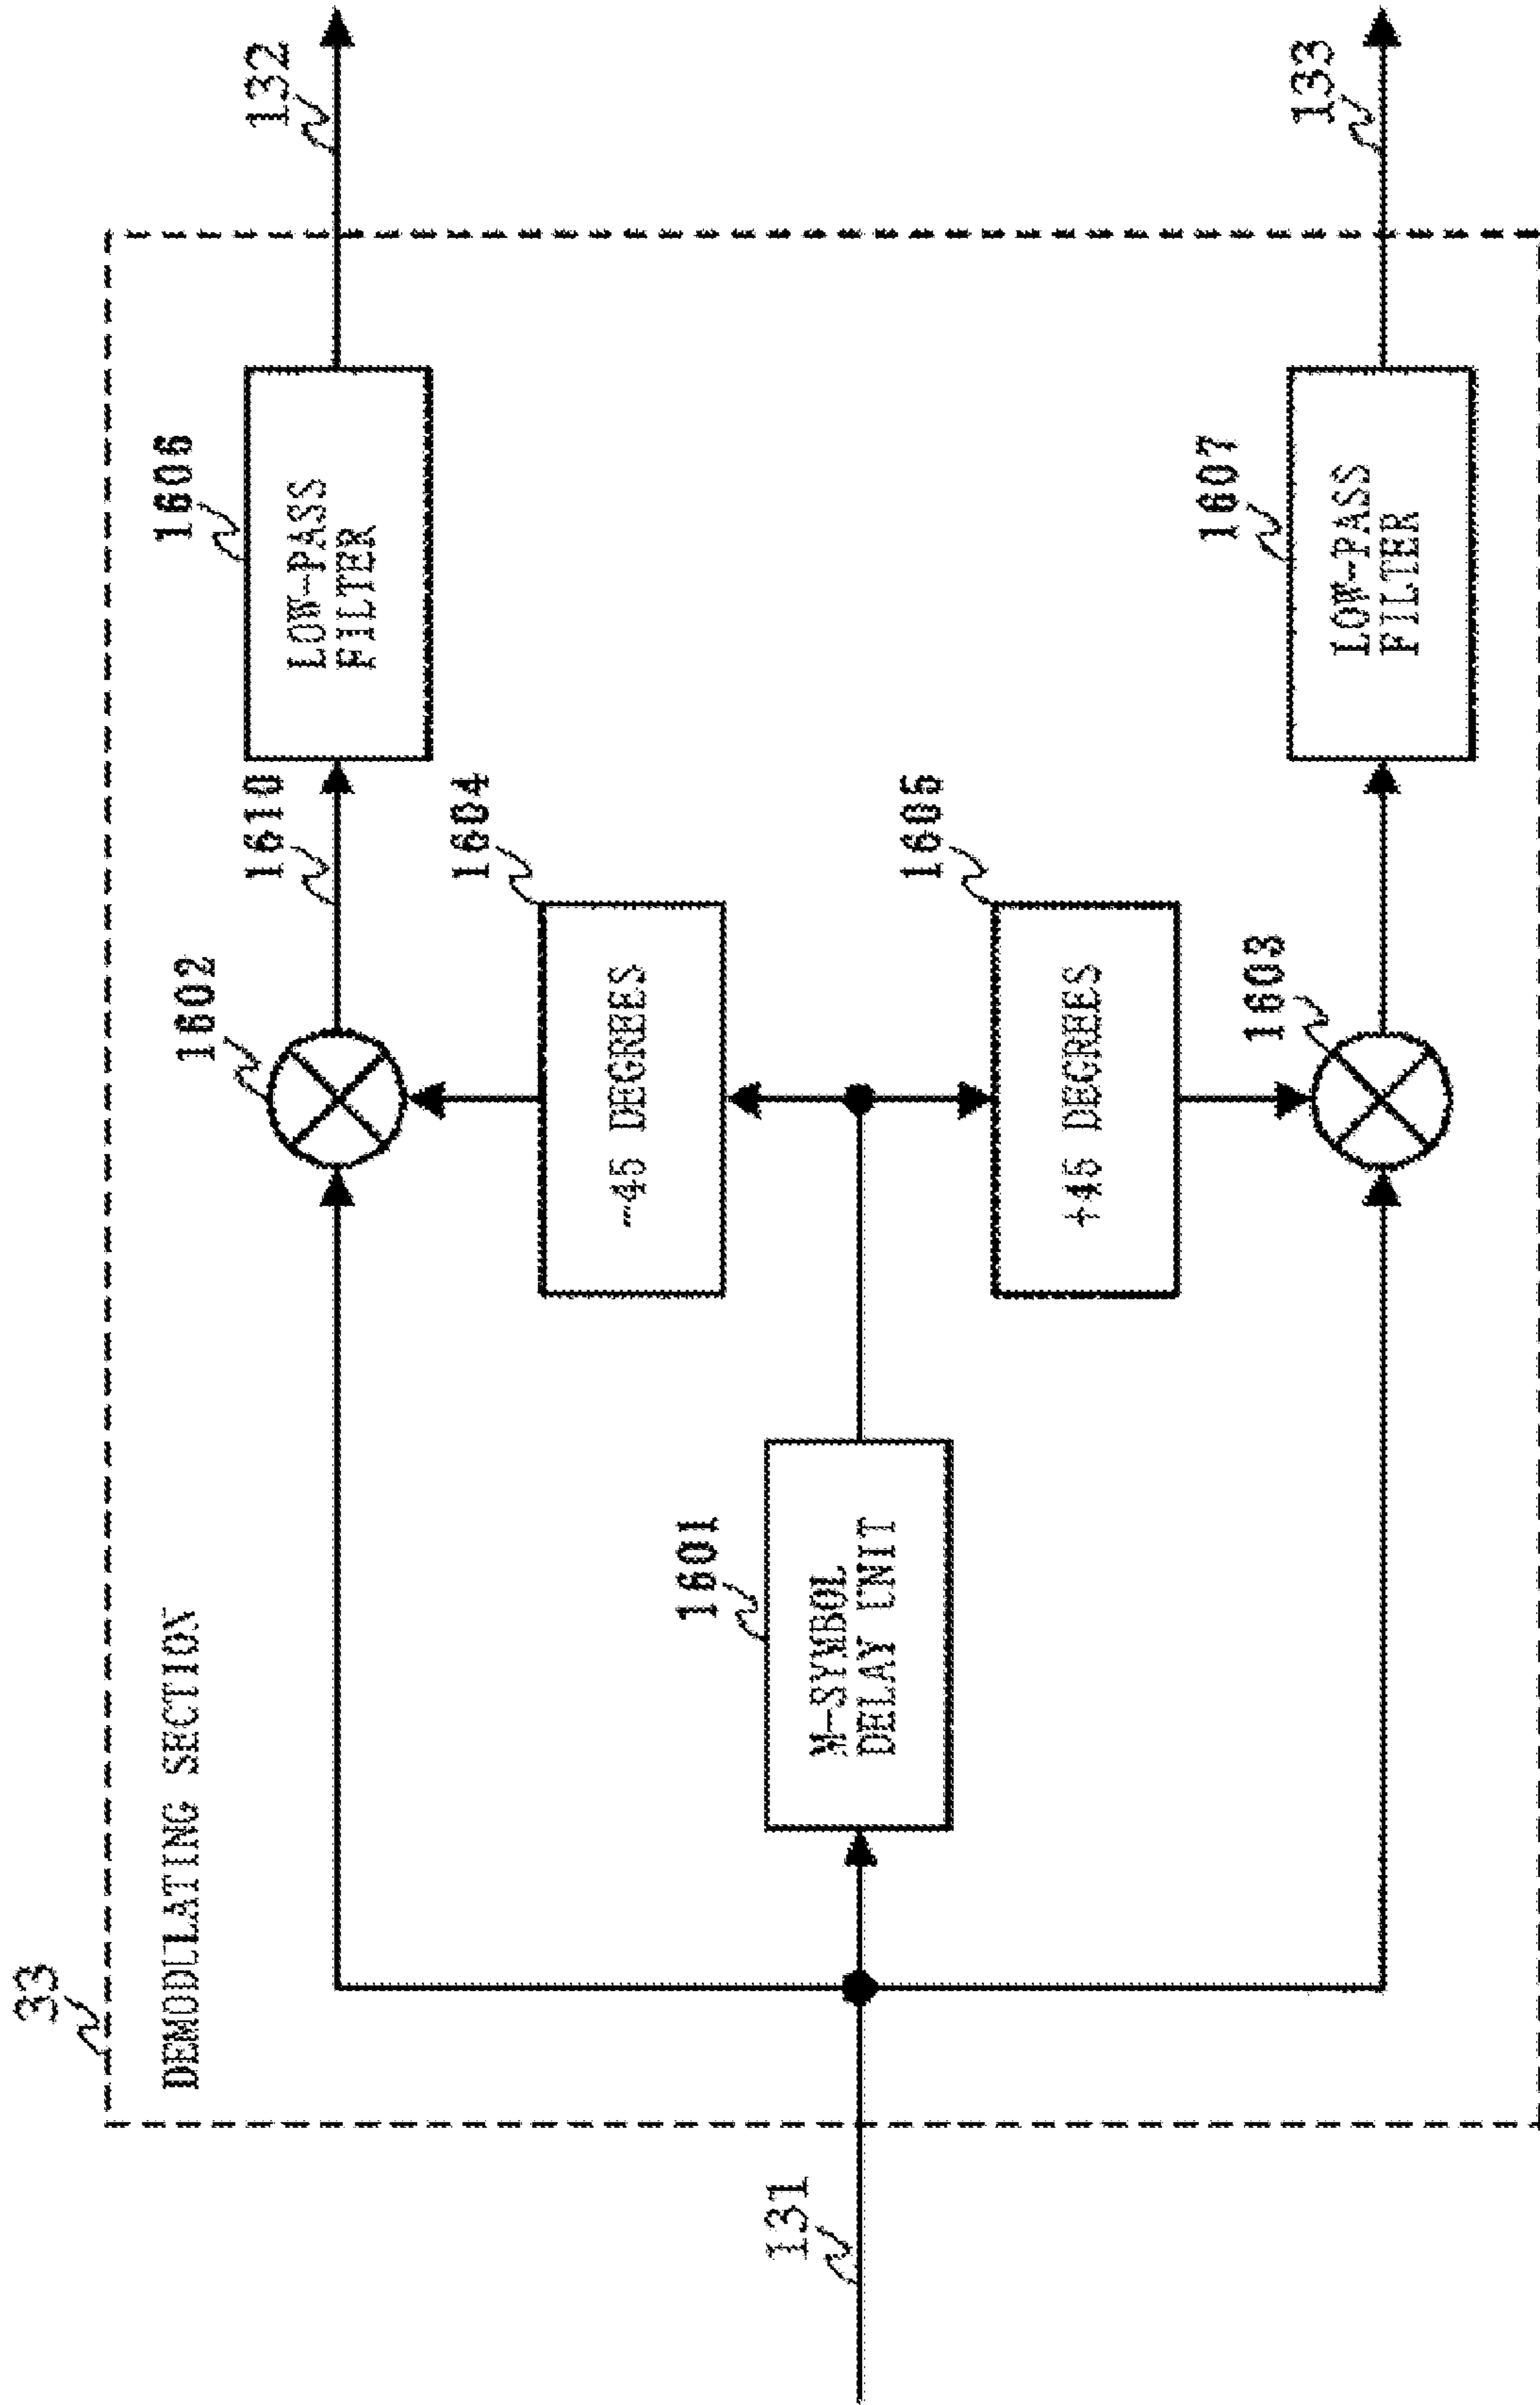 33
DEMODULATING SECTION
132
1606
LOW-PASS
FILTER
1610
1602
1604
-45 DEGREES
131
1601
M-SYMBOL
DELAY UNIT
1605
+45 DEGREES
1603
1607
LOW-PASS
FILTER
133